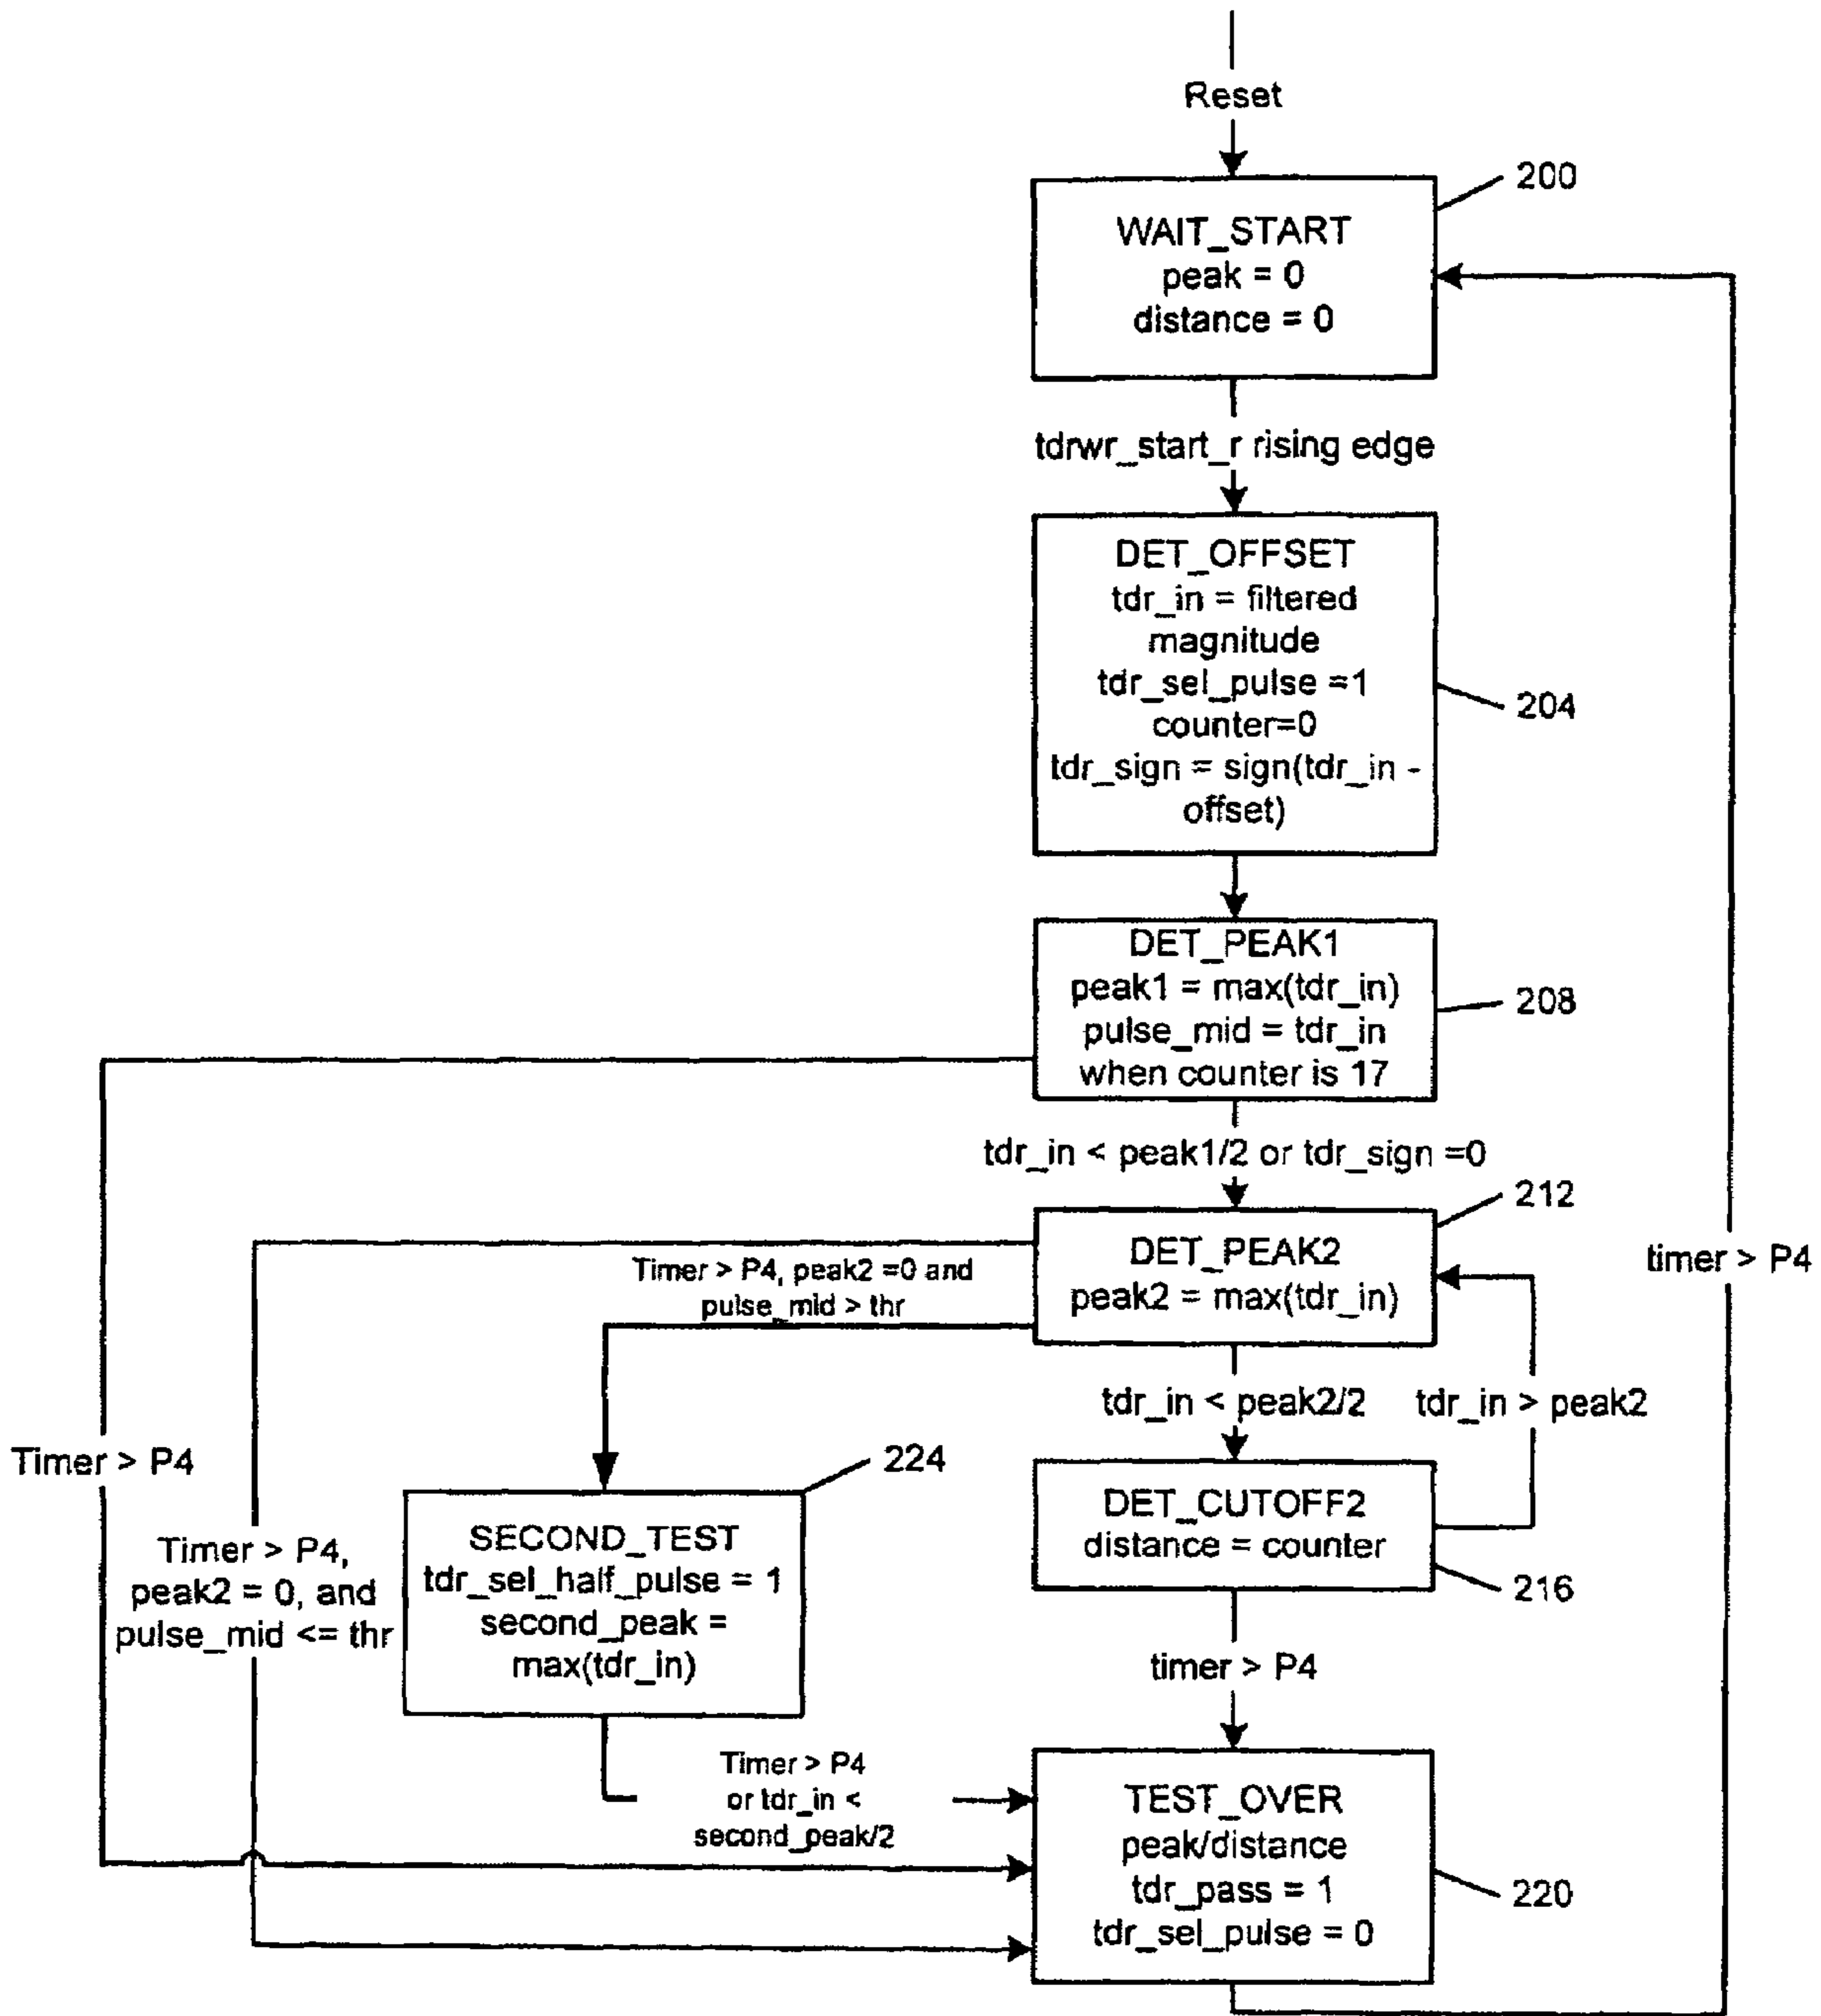 Reset
200
WAIT_START
peak = 0
distance = 0
tdrwr_start_r rising edge
DET_OFFSET
tdr_in = filtered
magnitude
tdr_sel_pulse =1
counter=0
tdr_sign = sign(tdr_in -
offset)
204
DET_PEAK1
peak1 = max(tdr_in)
pulse_mid = tdr_in
when counter is 17
208
tdr_in < peak1/2 or tdr_sign =0
212
DET_PEAK2
peak2 = max(tdr_in)
timer > P4
Timer > P4, peak2 =0 and
pulse_mid > thr
tdr_in < peak2/2
tdr_in > peak2
Timer > P4
224
DET_CUTOFF2
distance = counter
216
SECOND_TEST
tdr_sel_half_pulse = 1
second_peak =
max(tdr_in)
Timer > P4,
peak2 = 0, and
pulse_mid <= thr
timer > P4
Timer > P4
or tdr_in <
second_peak/2
TEST_OVER
peak/distance
tdr_pass = 1
tdr_sel_pulse = 0
220